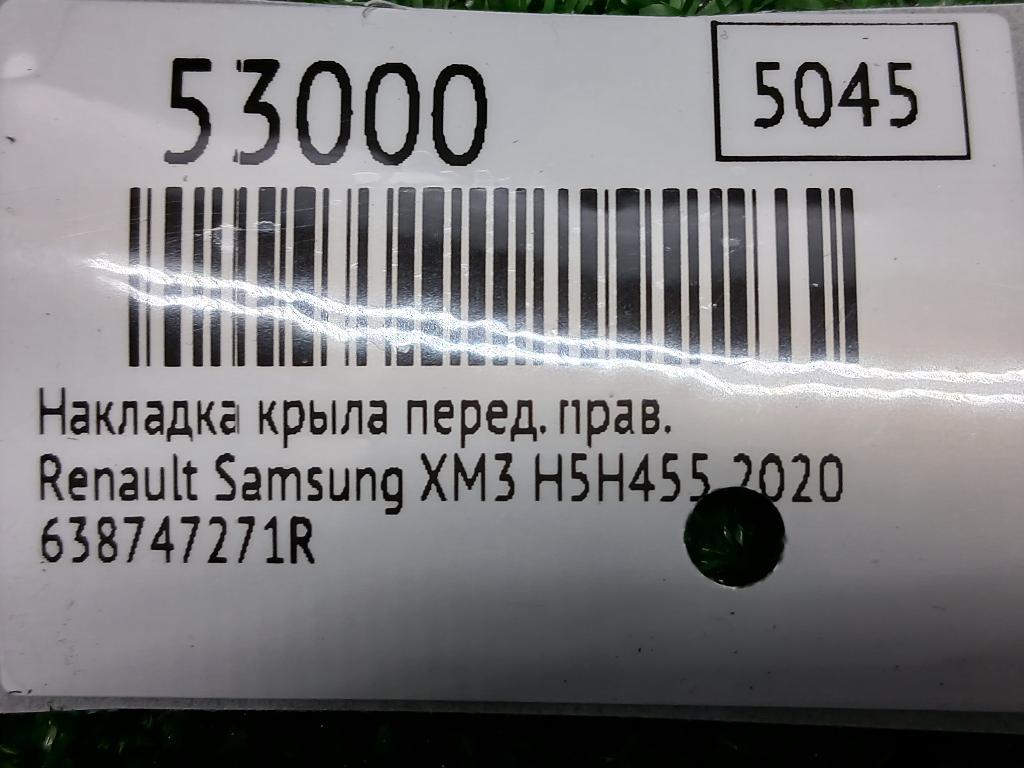 53000
5045
Накладка крыла перед. прав.
Renault Samsung XM3 H5H455 2020
638747271R